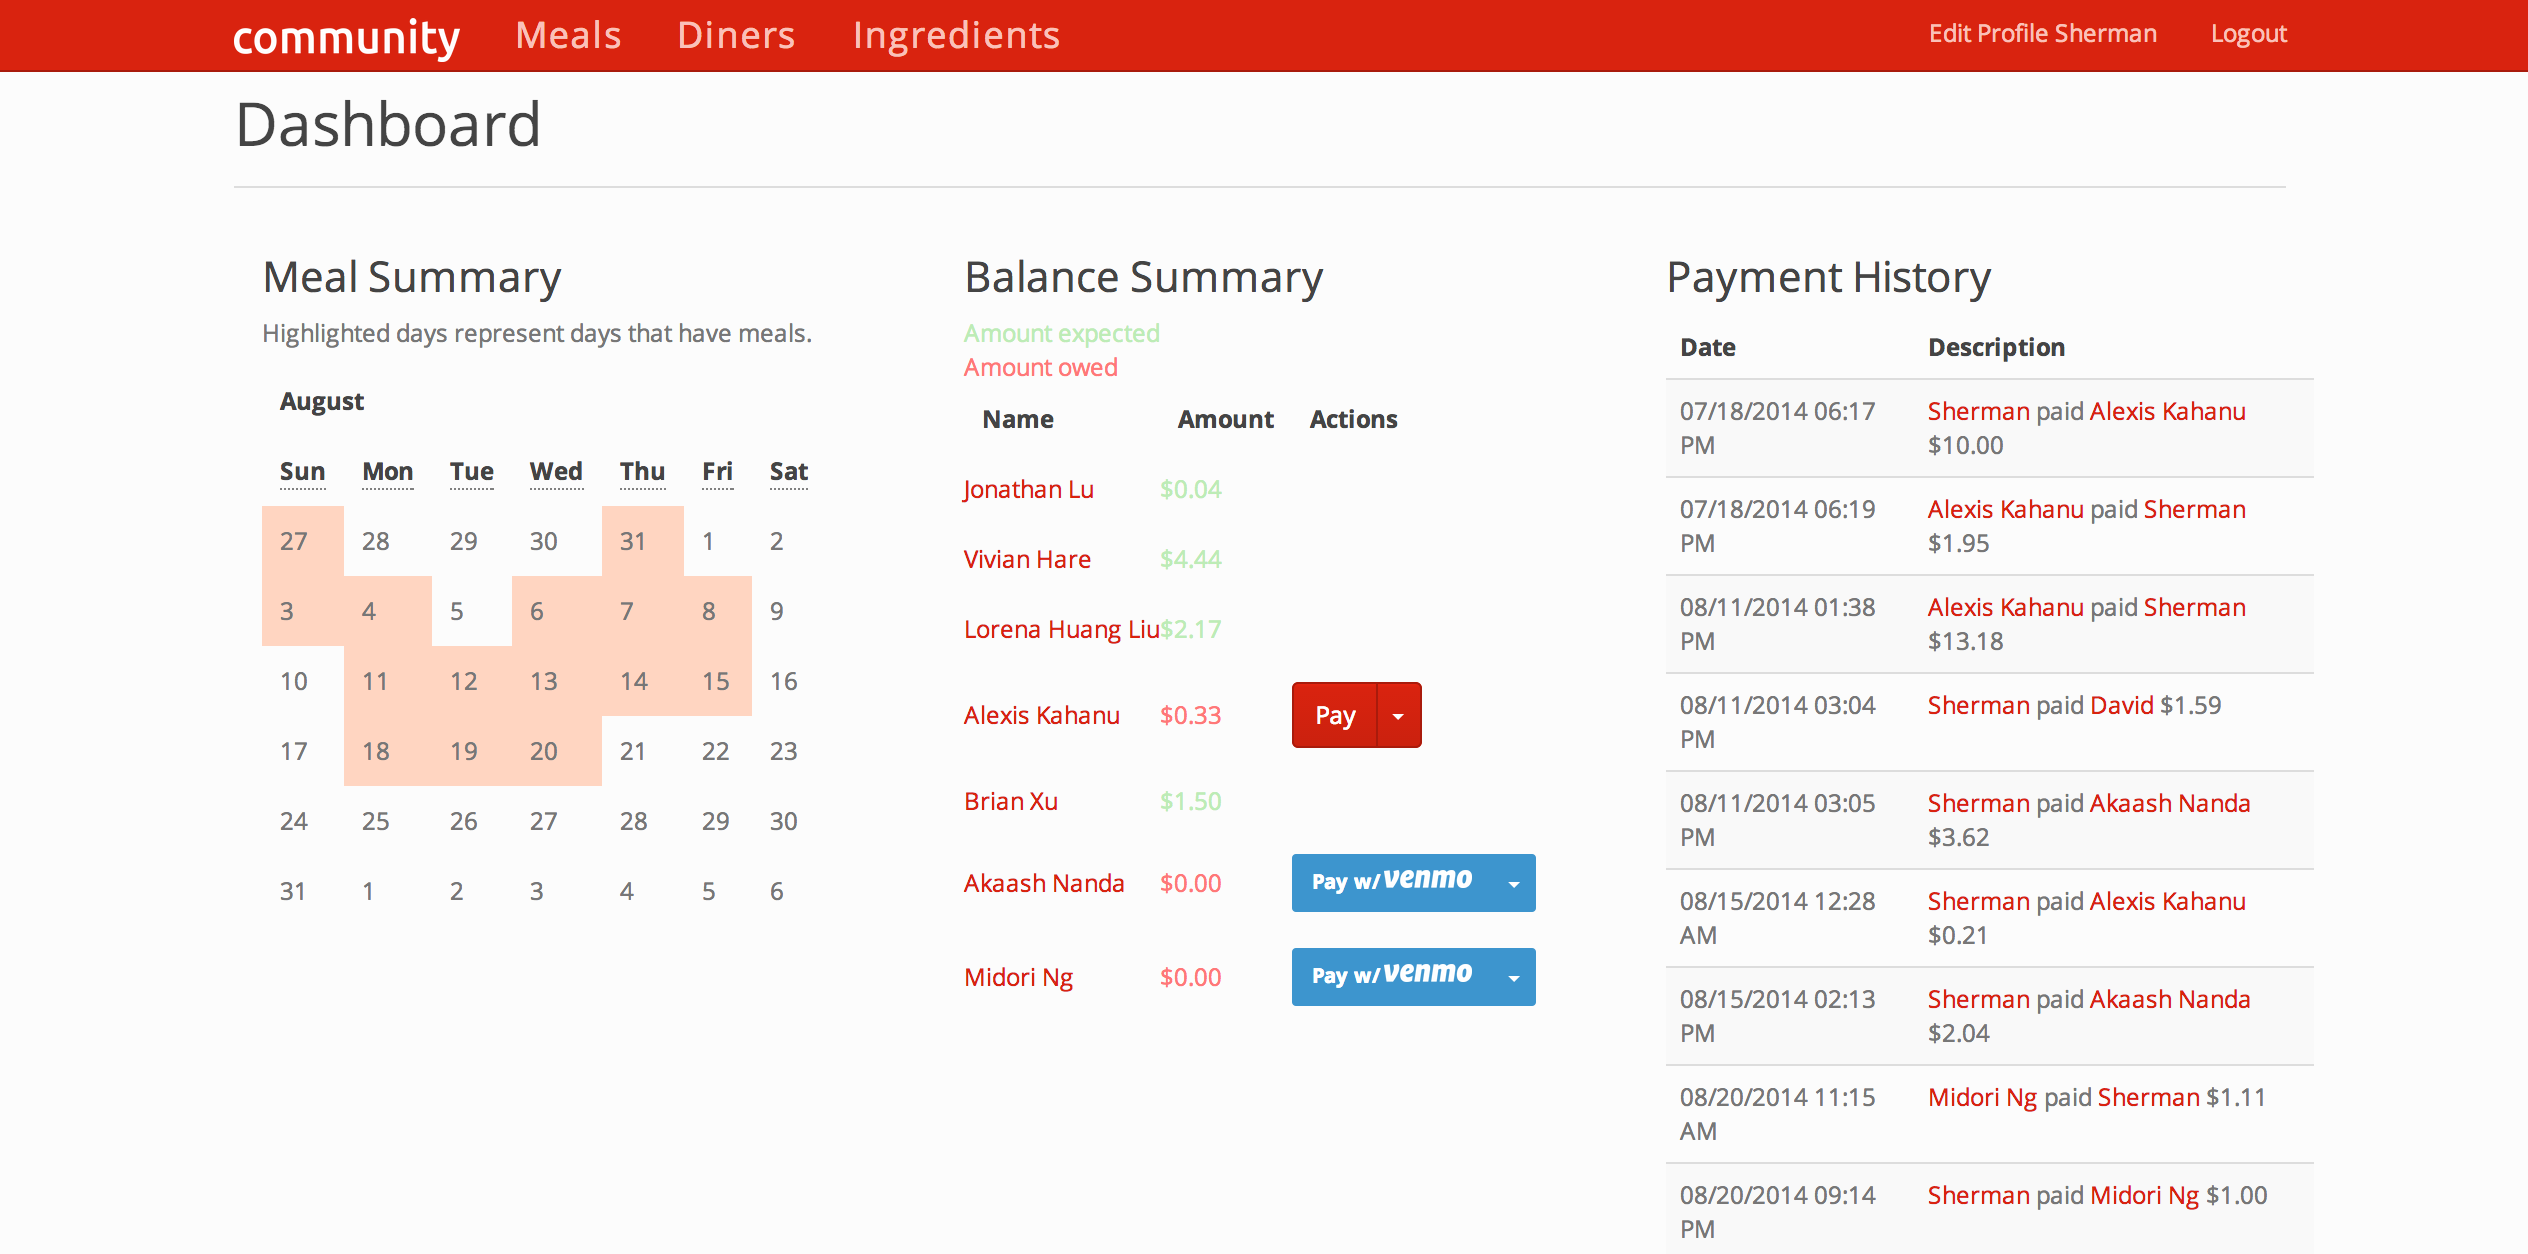 community Meals Diners Ingredients Edit Profile Sherman Logout
Dashboard
Meal Summary
Highlighted days represent days that have meals.
August
Sun Mon Tue Wed Thu Fri Sat
27 28 29 30 31 1 2
3 4 5 6 7 8 9
10 11 12 13 14 15 16
17 18 19 20 21 22 23
24 25 26 27 28 29 30
31 1 2 3 4 5 6
Balance Summary
Amount expected
Amount owed
Name Amount Actions
Jonathan Lu $0.04
Vivian Hare $4.44
Lorena Huang Liu $2.17
Alexis Kahanu $0.33 Pay
Brian Xu $1.50
Akaash Nanda $0.00 Pay w/ venmo
Midori Ng $0.00 Pay w/ venmo
Payment History
Date Description
07/18/2014 06:17 PM Sherman paid Alexis Kahanu $10.00
07/18/2014 06:19 PM Alexis Kahanu paid Sherman $1.95
08/11/2014 01:38 PM Alexis Kahanu paid Sherman $13.18
08/11/2014 03:04 PM Sherman paid David $1.59
08/11/2014 03:05 PM Sherman paid Akaash Nanda $3.62
08/15/2014 12:28 AM Sherman paid Alexis Kahanu $0.21
08/15/2014 02:13 PM Sherman paid Akaash Nanda $2.04
08/20/2014 11:15 AM Midori Ng paid Sherman $1.11
08/20/2014 09:14 PM Sherman paid Midori Ng $1.00